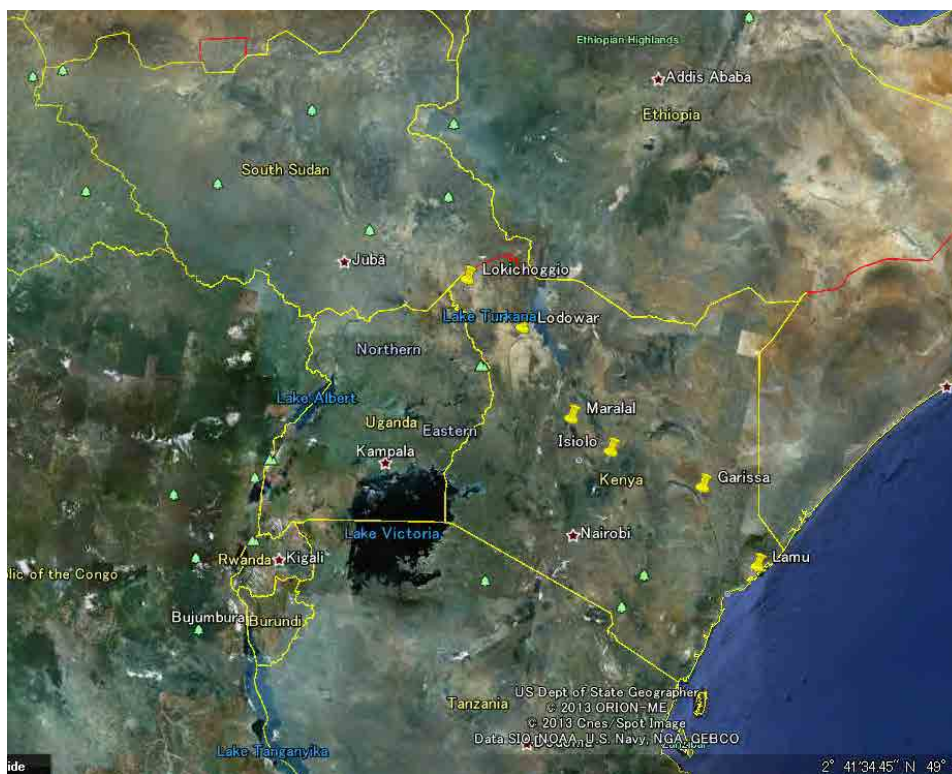 Ethiopian Highlands
Addis Ababa
Ethiopia
South Sudan
Jūbā
Lokichoggio
Lake Turkana
Lodowar
Northern
Lake Albert
Maralal
Uganda
Eastern
Isiolo
Kampala
Kenya
Garissa
Lake Victoria
Nairobi
Rwanda
Kigali
Lamu
lic of the Congo
Bujumbura
Burundi
Tanzania
US Dept of State Geographer
© 2013 ORION-ME
© 2013 Cnes/Spot Image
Data SIO, NOAA, U.S. Navy, NGA, GEBCO
Zanzibar
Lake Tanganyika
ide
2° 41'34.45" N 49°